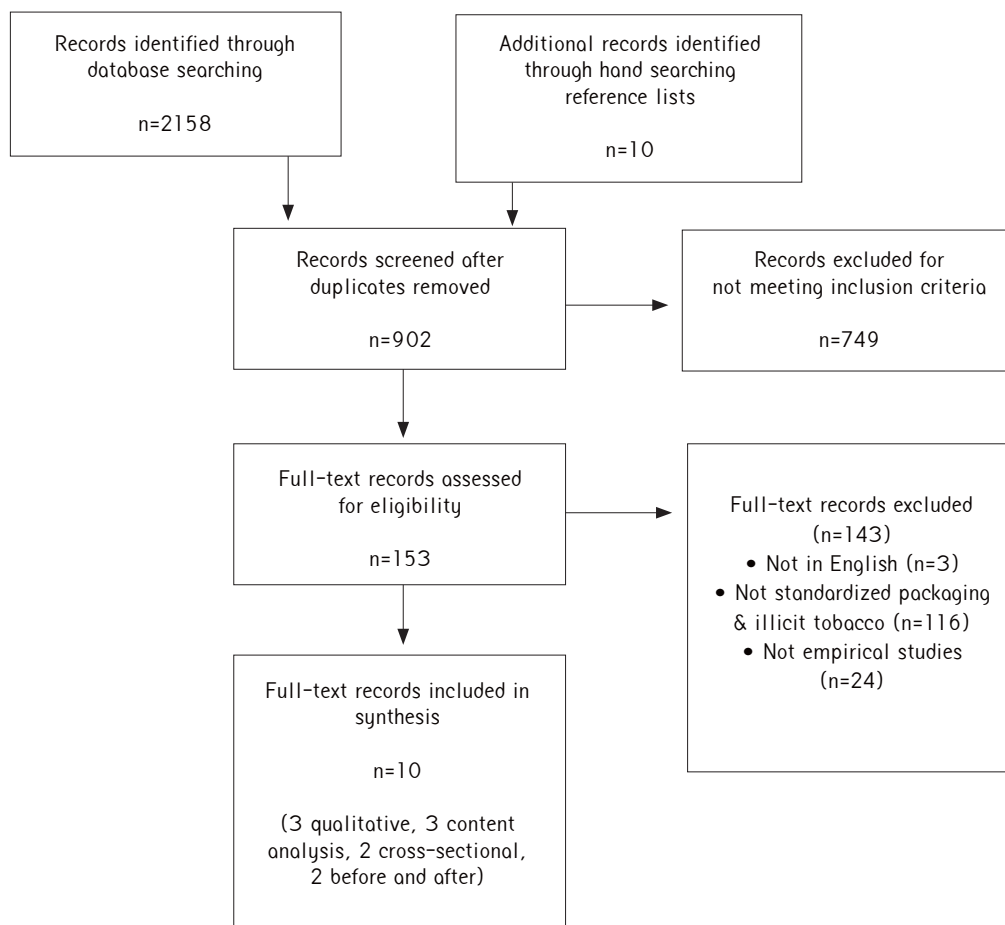 Records identified through
database searching
n=2158
Additional records identified
through hand searching
reference lists
n=10
Records screened after
duplicates removed
n=902
Records excluded for
not meeting inclusion criteria
n=749
Full-text records assessed
for eligibility
n=153
Full-text records excluded
(n=143)
• Not in English (n=3)
• Not standardized packaging
& illicit tobacco (n=116)
• Not empirical studies
(n=24)
Full-text records included in
synthesis
n=10
(3 qualitative, 3 content
analysis, 2 cross-sectional,
2 before and after)